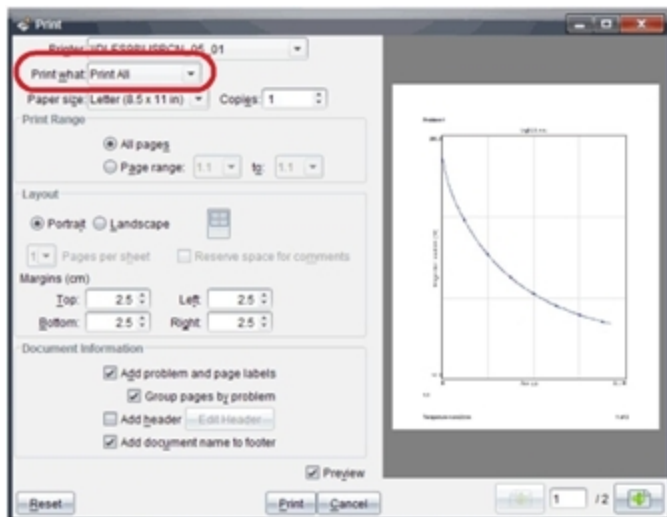 Print
Printer:
Print what: Print All
Paper size: Letter (8.5 x 11 in) Copies: 1
Print Range
All pages
Page range: 1.1 to: 1.1
Layout
Portrait Landscape
1 Pages per sheet Reserve space for comments
Margins (cm)
Top: 2.5 Left: 2.5
Bottom: 2.5 Right: 2.5
Document Information
Add problem and page labels
Group pages by problem
Add header Edit Header
Add document name to footer
Preview
Reset Print Cancel
1 / 2